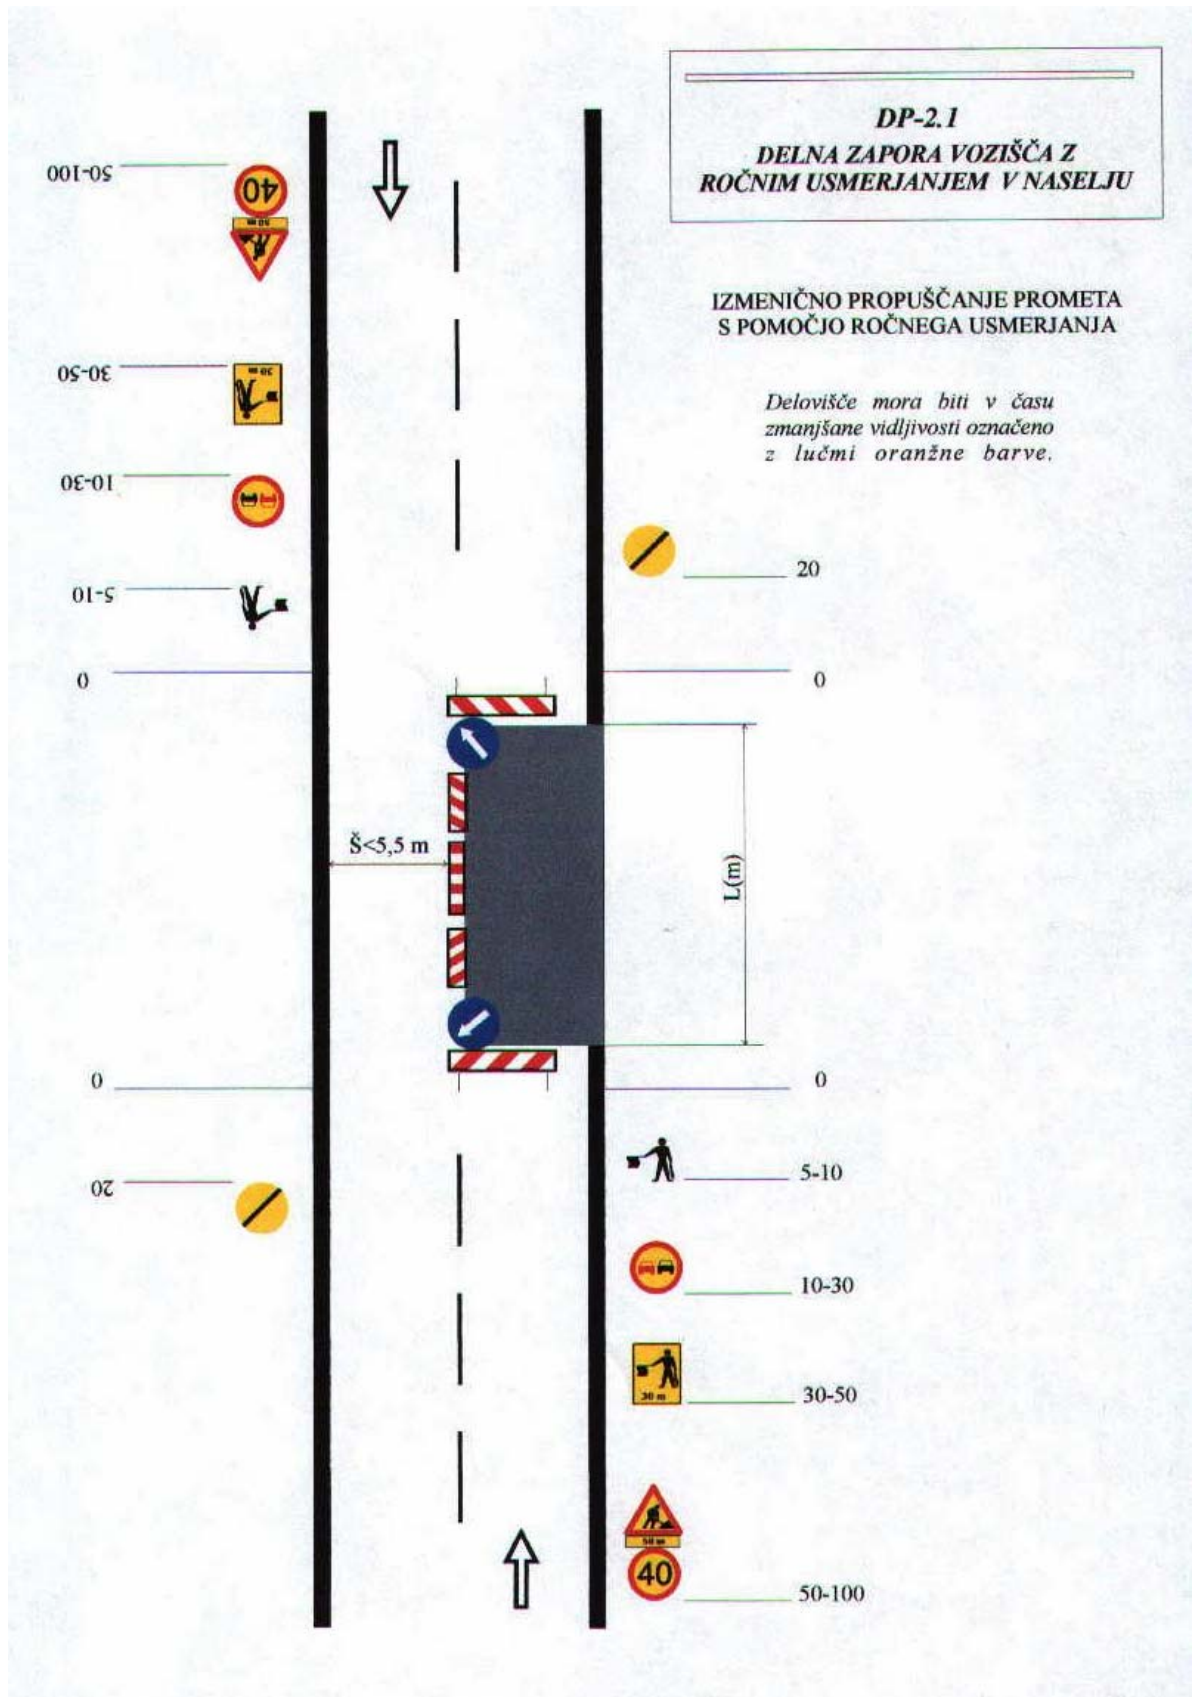 DP-2.1
DELNA ZAPORA VOZIŠČA Z
ROČNIM USMERJANJEM V NASELJU
IZMENIČNO PROPUŠČANJE PROMETA
S POMOČJO ROČNEGA USMERJANJA
Delovišče mora biti v času
zmanjšane vidljivosti označeno
z lučmi oranžne barve.
50-100
40
50 m
30-50
30 m
10-30
5-10
0
20
0
Š<5,5 m
L(m)
0
20
0
5-10
10-30
30 m
30-50
50 m
40
50-100